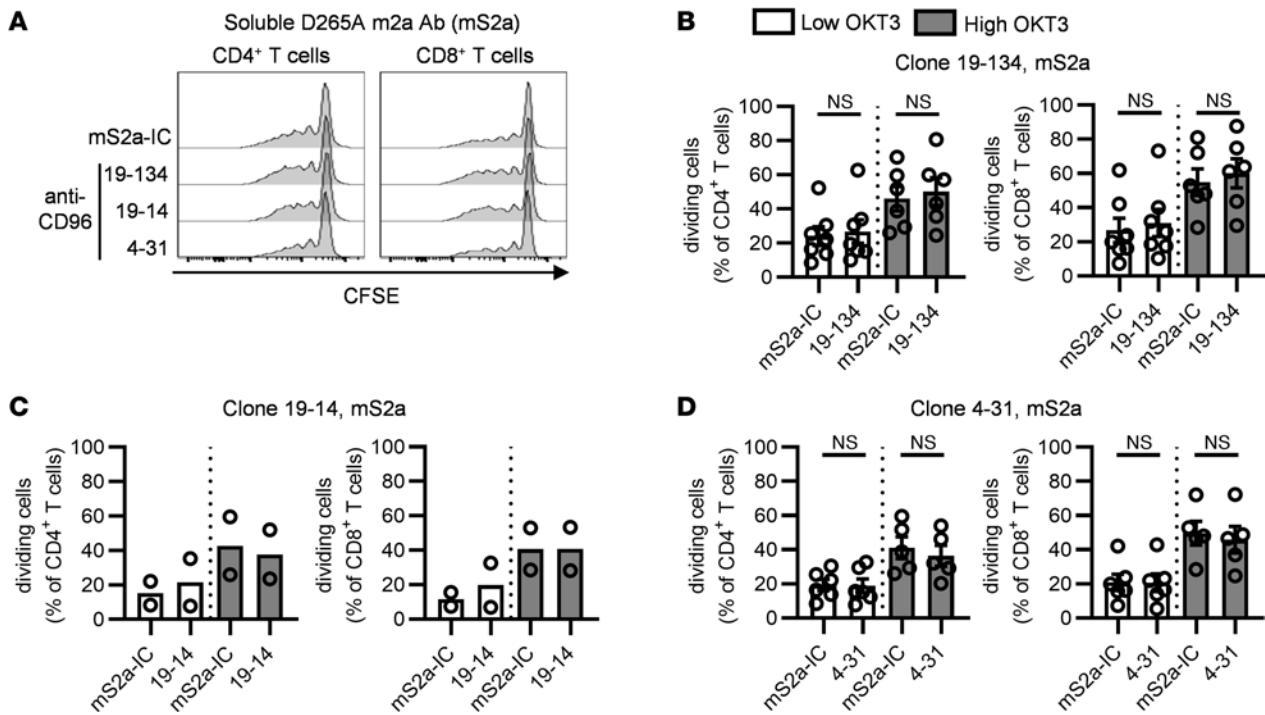 A
Soluble D265A m2a Ab (mS2a)
CD4⁺ T cells
CD8⁺ T cells
mS2a-IC
anti-
CD96
19-134
19-14
4-31
CFSE
B
Low OKT3
High OKT3
Clone 19-134, mS2a
dividing cells
(% of CD4⁺ T cells)
100
80
60
40
20
0
NS
NS
mS2a-IC
19-134
mS2a-IC
19-134
dividing cells
(% of CD8⁺ T cells)
100
80
60
40
20
0
NS
NS
mS2a-IC
19-134
mS2a-IC
19-134
C
Clone 19-14, mS2a
dividing cells
(% of CD4⁺ T cells)
100
80
60
40
20
0
mS2a-IC
19-14
mS2a-IC
19-14
dividing cells
(% of CD8⁺ T cells)
100
80
60
40
20
0
mS2a-IC
19-14
mS2a-IC
19-14
D
Clone 4-31, mS2a
dividing cells
(% of CD4⁺ T cells)
100
80
60
40
20
0
NS
NS
mS2a-IC
4-31
mS2a-IC
4-31
dividing cells
(% of CD8⁺ T cells)
100
80
60
40
20
0
NS
NS
mS2a-IC
4-31
mS2a-IC
4-31